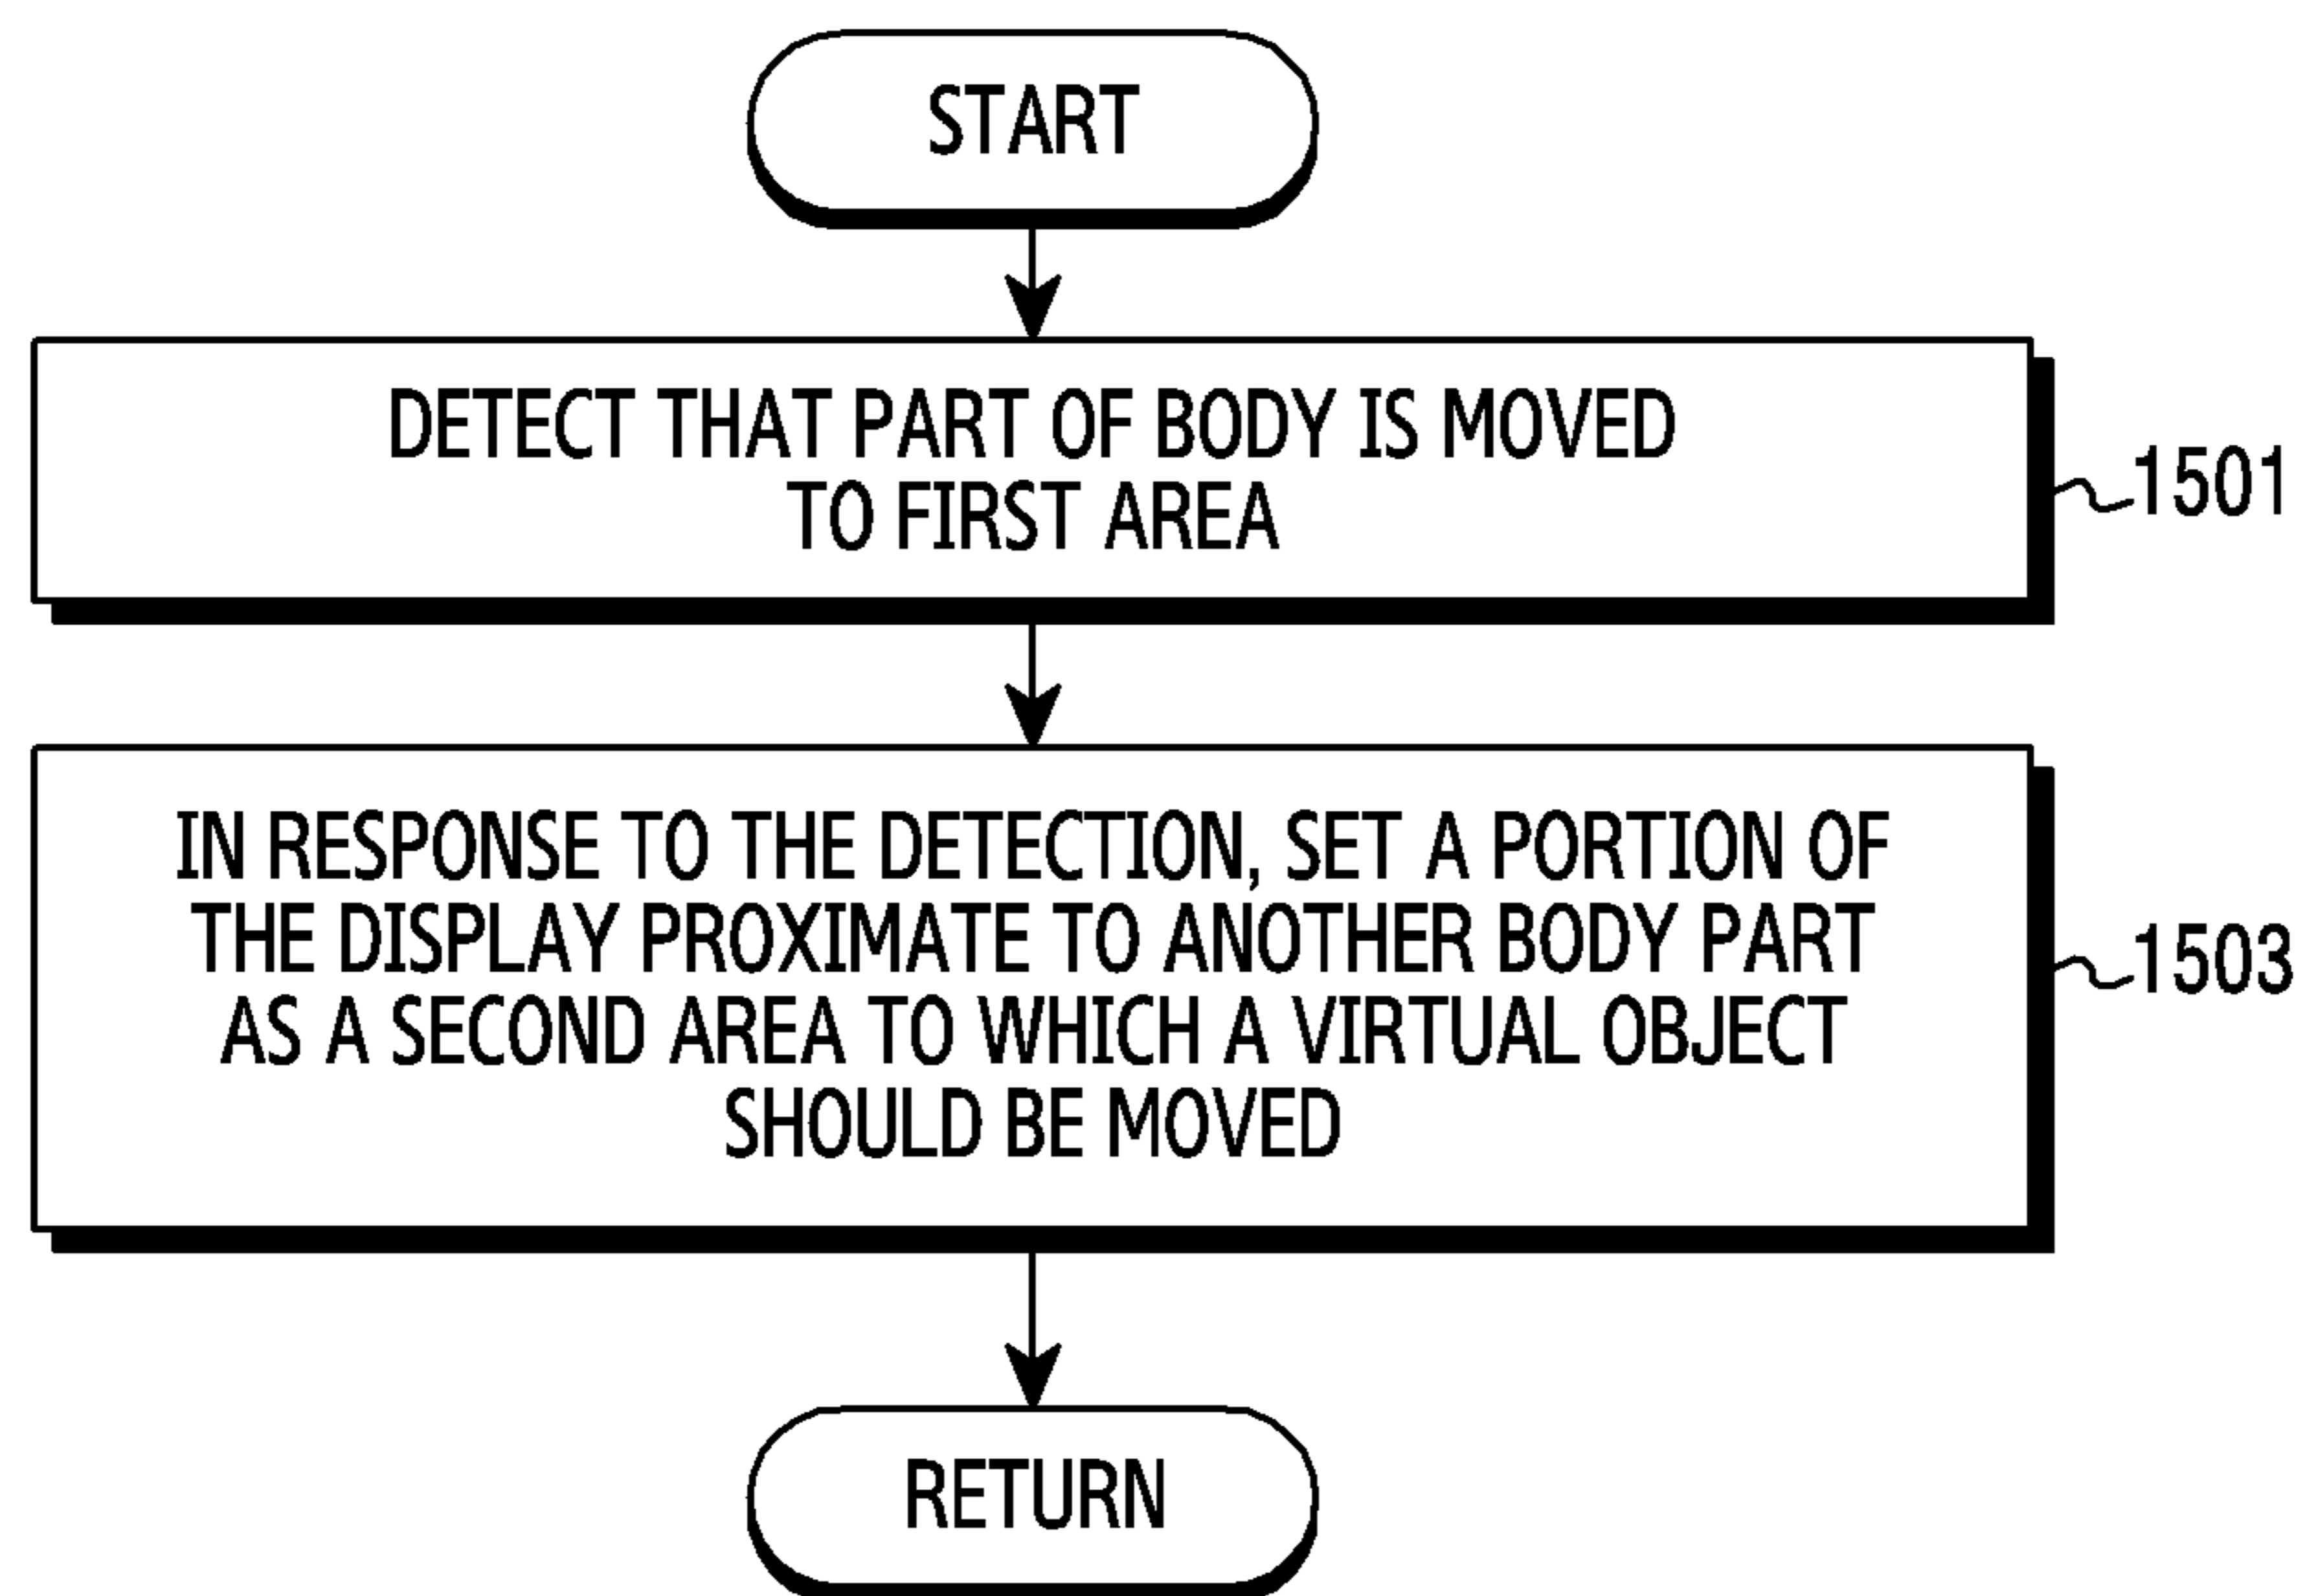 START
DETECT THAT PART OF BODY IS MOVED
TO FIRST AREA
1501
IN RESPONSE TO THE DETECTION, SET A PORTION OF
THE DISPLAY PROXIMATE TO ANOTHER BODY PART
AS A SECOND AREA TO WHICH A VIRTUAL OBJECT
SHOULD BE MOVED
1503
RETURN